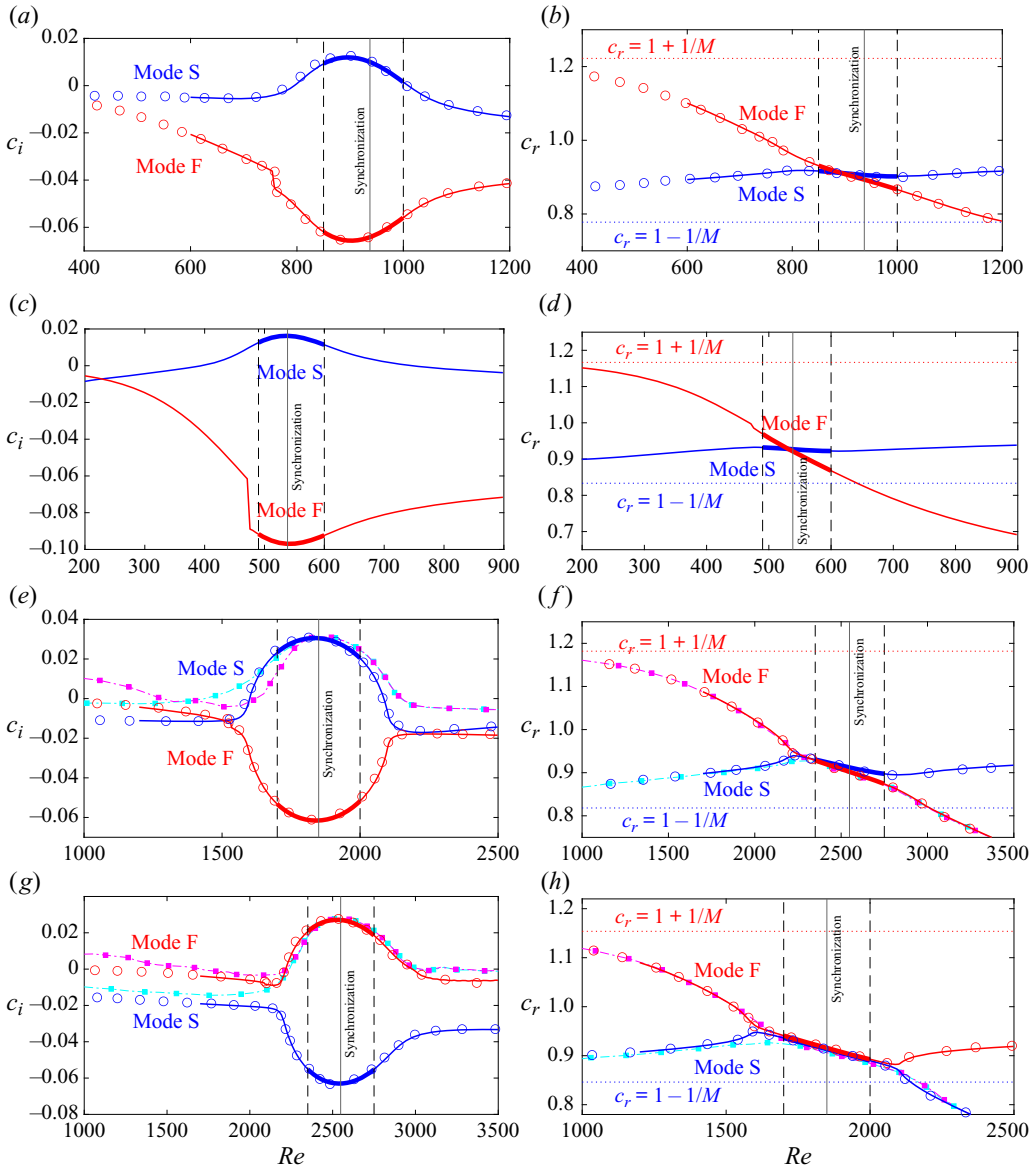 (a)
(b)
0.02
0
−0.02
−0.04
−0.06
c_i
Mode S
Mode F
Synchronization
400 600 800 1000 1200
c_r = 1 + 1/M
1.2
1.0
0.8
c_r
Mode F
Mode S
Synchronization
c_r = 1 − 1/M
400 600 800 1000 1200
(c)
(d)
0.02
0
−0.02
−0.04
−0.06
−0.08
−0.10
c_i
Mode S
Mode F
Synchronization
200 300 400 500 600 700 800 900
c_r = 1 + 1/M
1.2
1.1
1.0
0.9
0.8
0.7
c_r
Mode F
Mode S
Synchronization
c_r = 1 − 1/M
200 300 400 500 600 700 800 900
(e)
(f)
0.04
0.02
0
−0.02
−0.04
−0.06
c_i
Mode S
Mode F
Synchronization
1000 1500 2000 2500
c_r = 1 + 1/M
1.2
1.1
1.0
0.9
0.8
c_r
Mode F
Mode S
Synchronization
c_r = 1 − 1/M
1000 1500 2000 2500 3000 3500
(g)
(h)
0.02
0
−0.02
−0.04
−0.06
0.08
c_i
Mode F
Mode S
Synchronization
1000 1500 2000 2500 3000 3500
Re
c_r = 1 + 1/M
1.2
1.1
1.0
0.9
0.8
c_r
Mode F
Mode S
Synchronization
c_r = 1 − 1/M
1000 1500 2000 2500
Re